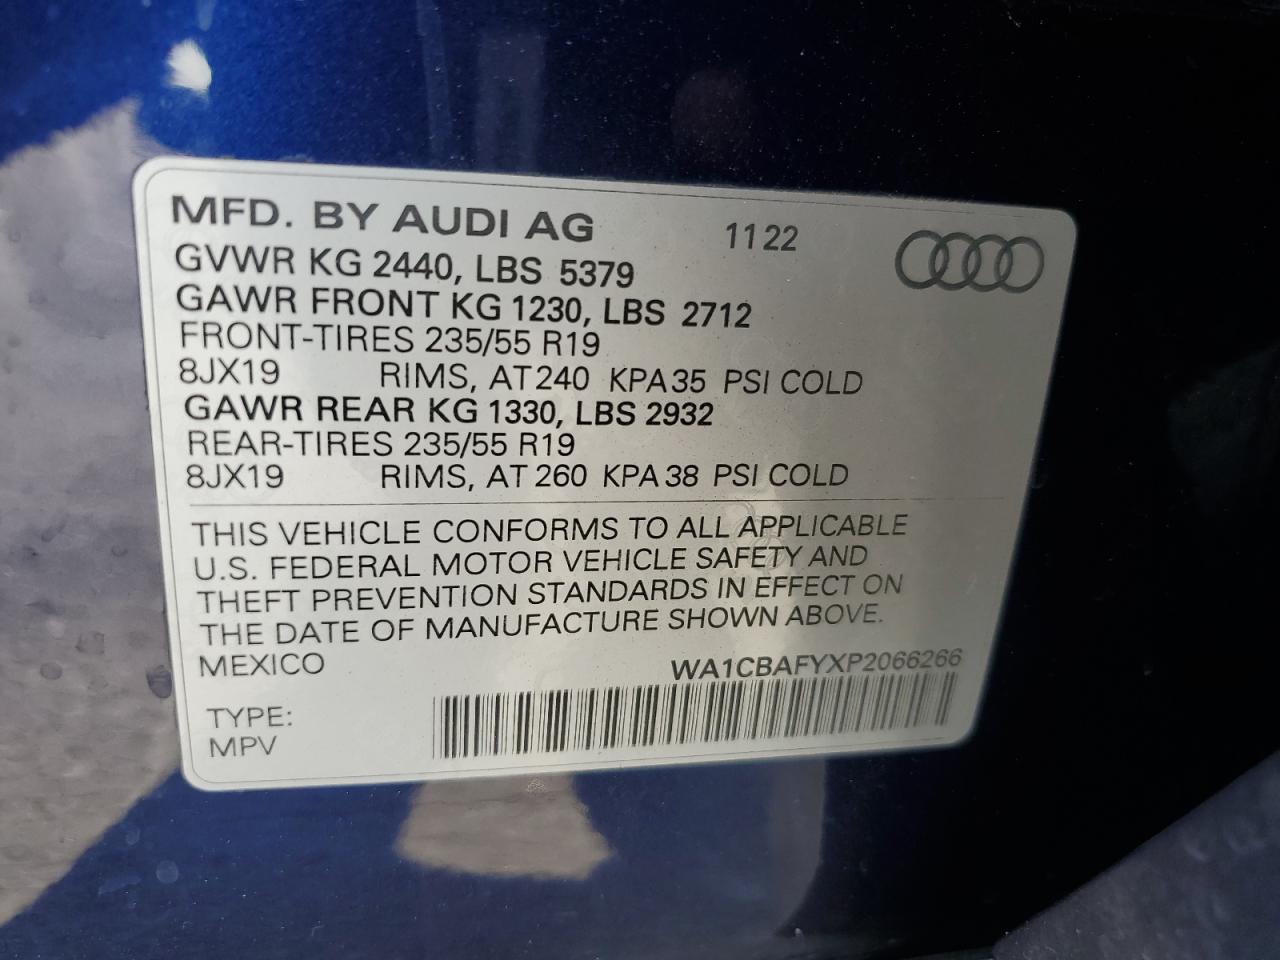 MFD. BY AUDI AG 1122
GVWR KG 2440, LBS 5379
GAWR FRONT KG 1230, LBS 2712
FRONT-TIRES 235/55 R19
8JX19 RIMS, AT 240 KPA 35 PSI COLD
GAWR REAR KG 1330, LBS 2932
REAR-TIRES 235/55 R19
8JX19 RIMS, AT 260 KPA 38 PSI COLD
THIS VEHICLE CONFORMS TO ALL APPLICABLE
U.S. FEDERAL MOTOR VEHICLE SAFETY AND
THEFT PREVENTION STANDARDS IN EFFECT ON
THE DATE OF MANUFACTURE SHOWN ABOVE.
MEXICO WA1CBAFYXP2066266
TYPE:
MPV